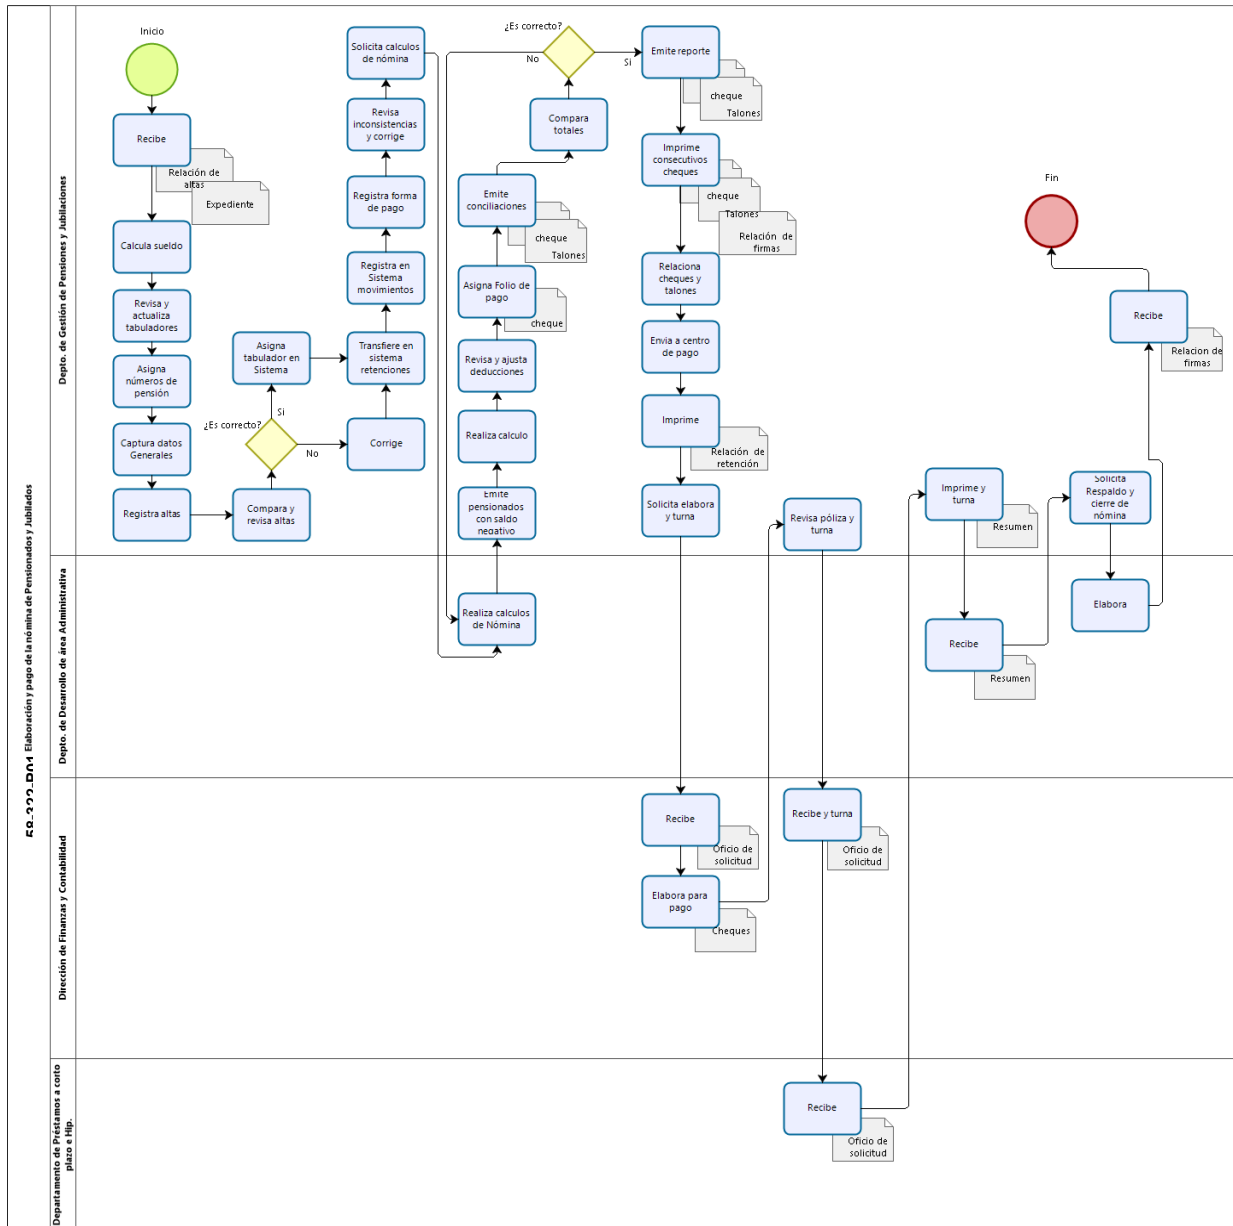 58-322-P01 Elaboración y pago de la nómina de Pensionados y Jubilados
Depto. de Gestión de Pensiones y Jubilaciones
Inicio
Recibe
Relación de
altas
Expediente
Calcula sueldo
Revisa y
actualiza
tabuladores
Asigna
números de
pensión
Captura datos
Generales
Registra altas
Compara y
revisa altas
¿Es correcto?
Si
No
Asigna
tabulador en
Sistema
Corrige
Transfiere en
sistema
retenciones
Registra en
Sistema
movimientos
Registra forma
de pago
Revisa
inconsistencias
y corrige
Solicita calculos
de nómina
Emite
pensionados
con saldo
negativo
Realiza calculo
Revisa y ajusta
deducciones
Asigna Folio de
pago
cheque
Emite
conciliaciones
cheque
Talones
Compara
totales
¿Es correcto?
No
Si
Emite reporte
cheque
Talones
Imprime
consecutivos
cheques
cheque
Talones
Relación de
firmas
Relaciona
cheques y
talones
Envia a centro
de pago
Imprime
Relación de
retención
Solicita elabora
y turna
Revisa póliza y
turna
Imprime y
turna
Resumen
Solicita
Respaldo y
cierre de
nómina
Recibe
Relacion de
firmas
Fin
Depto. de Desarrollo de área Administrativa
Realiza calculos
de Nómina
Recibe
Resumen
Elabora
Dirección de Finanzas y Contabilidad
Recibe
Oficio de
solicitud
Elabora para
pago
Cheques
Recibe y turna
Oficio de
solicitud
Departamento de Préstamos a corto
plazo e Hip.
Recibe
Oficio de
solicitud